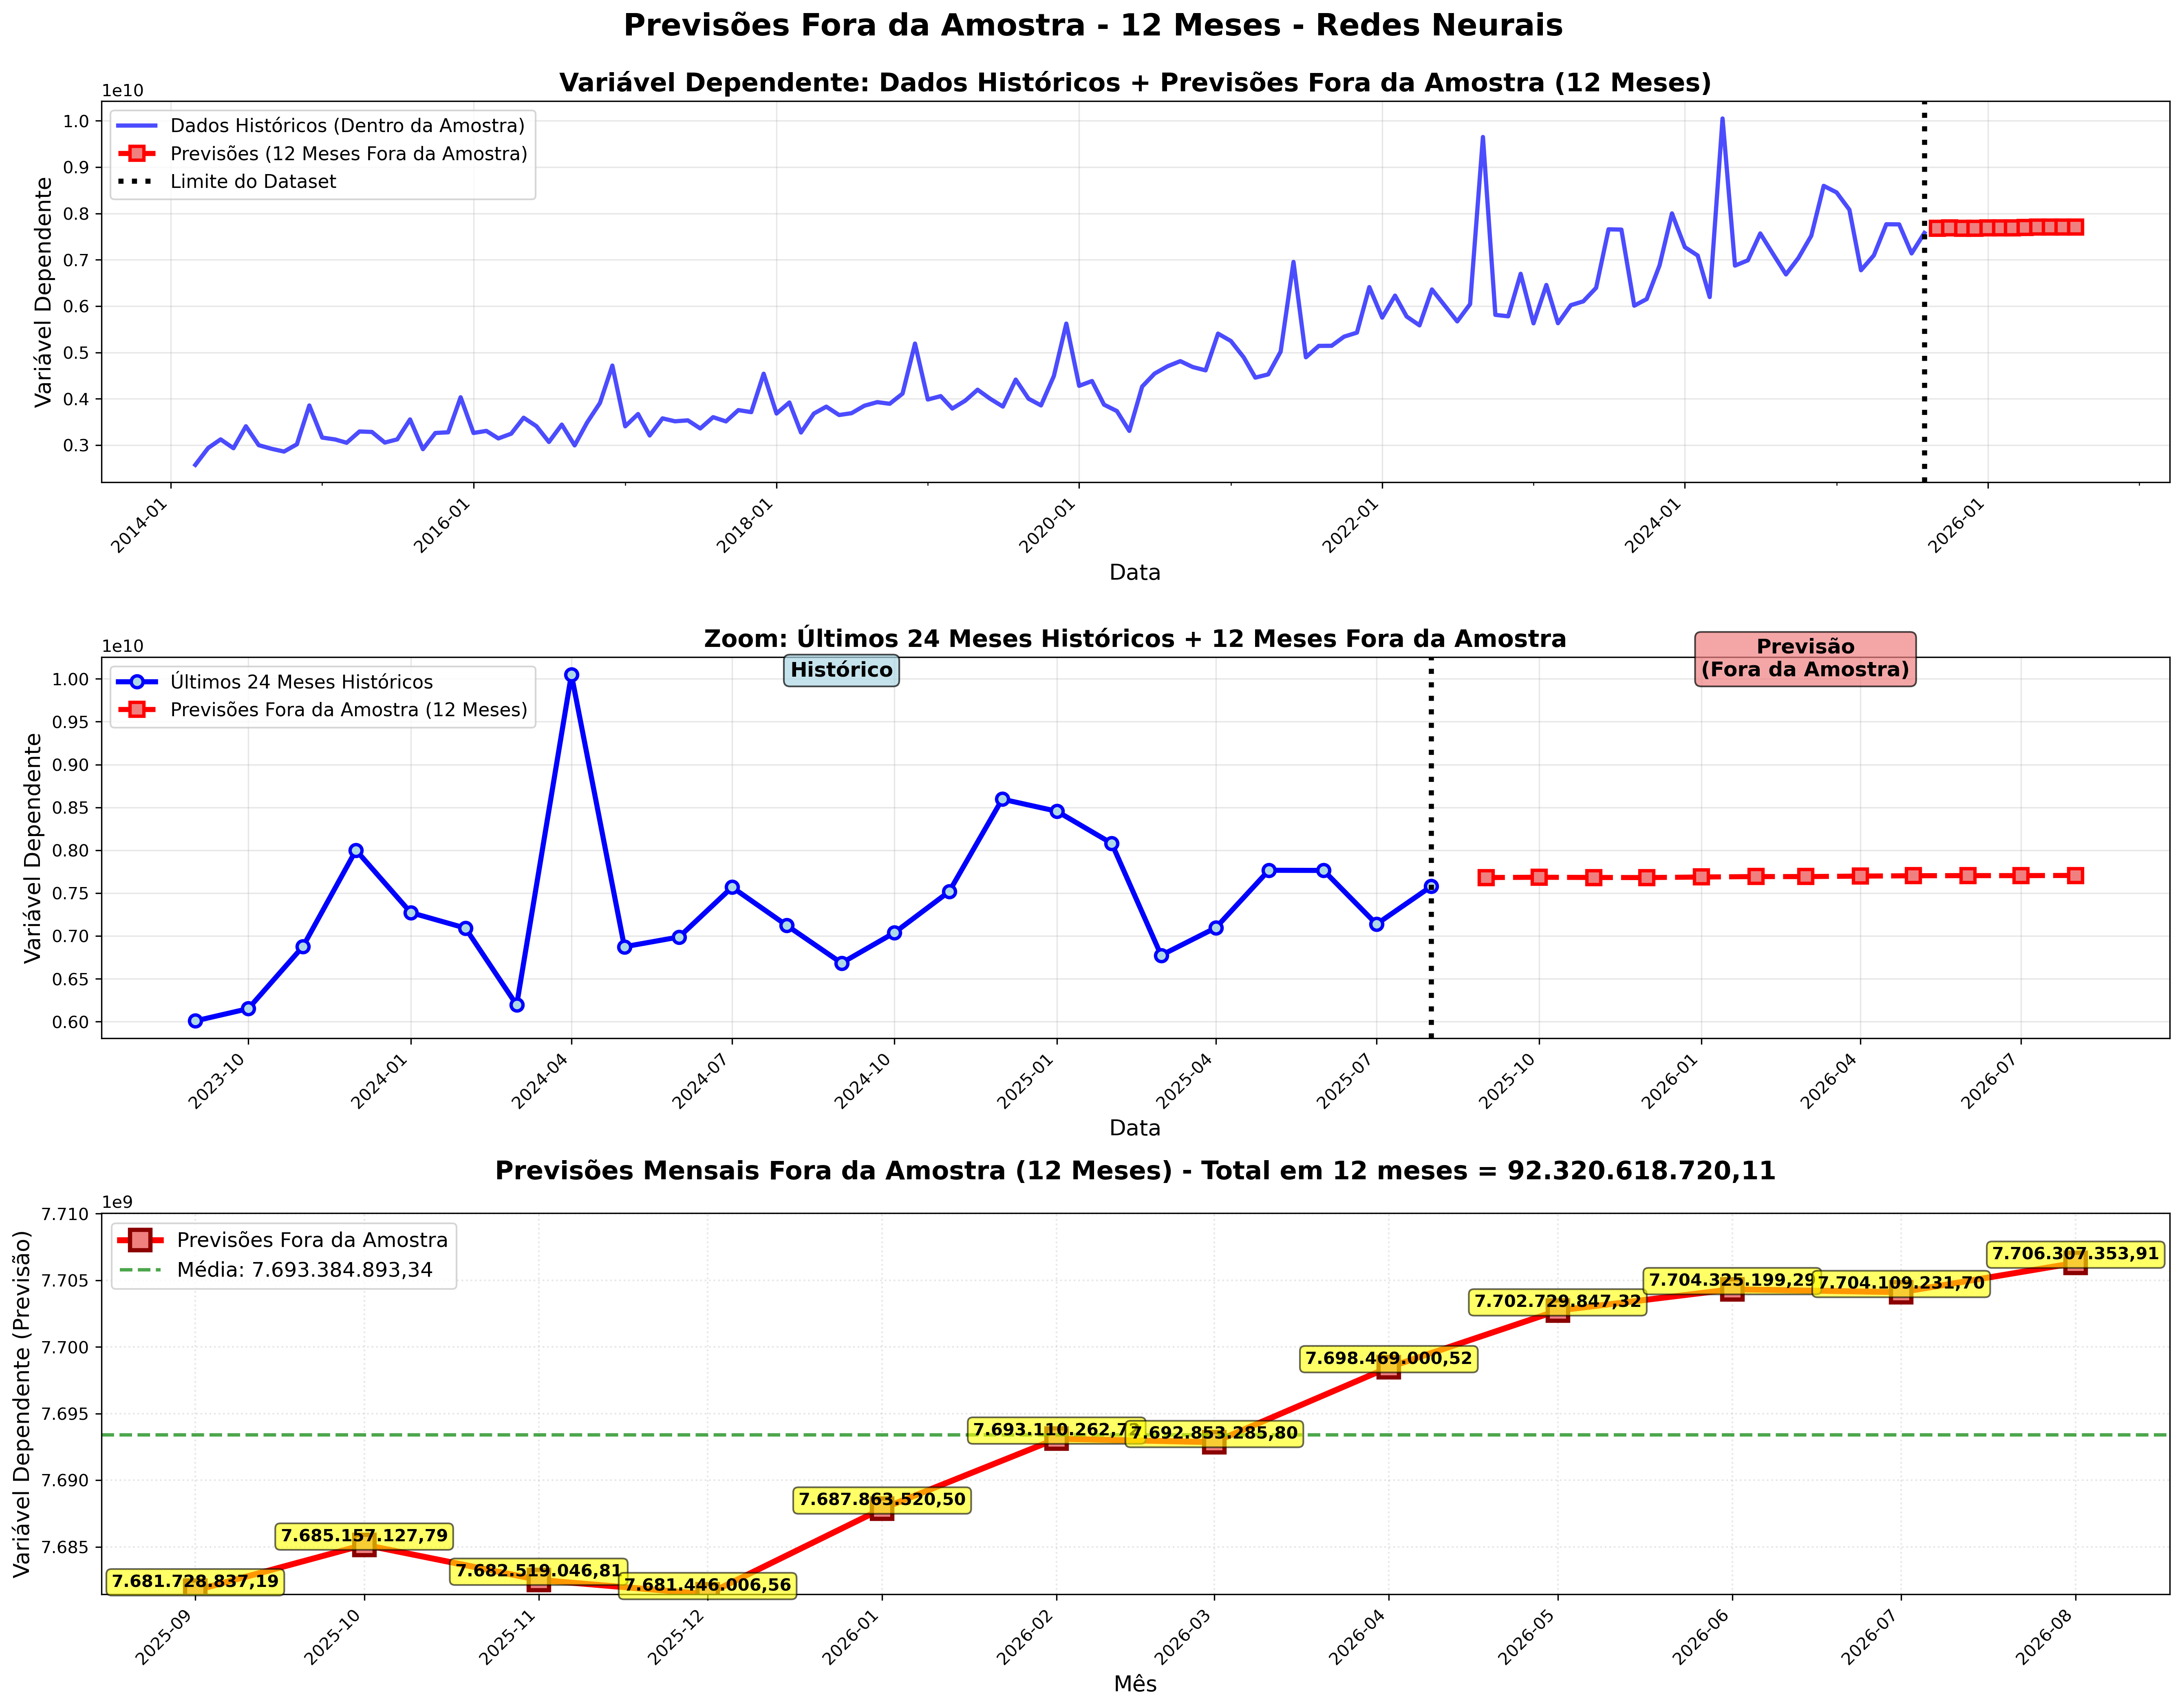 Previsões Fora da Amostra - 12 Meses - Redes Neurais
Variável Dependente: Dados Históricos + Previsões Fora da Amostra (12 Meses)
1e10
Dados Históricos (Dentro da Amostra)
Previsões (12 Meses Fora da Amostra)
Limite do Dataset
Variável Dependente
1.0
0.9
0.8
0.7
0.6
0.5
0.4
0.3
2014-01
2016-01
2018-01
2020-01
2022-01
2024-01
2026-01
Data
Zoom: Últimos 24 Meses Históricos + 12 Meses Fora da Amostra
1e10
Últimos 24 Meses Históricos
Previsões Fora da Amostra (12 Meses)
Histórico
Previsão
(Fora da Amostra)
Variável Dependente
1.00
0.95
0.90
0.85
0.80
0.75
0.70
0.65
0.60
2023-10
2024-01
2024-04
2024-07
2024-10
2025-01
2025-04
2025-07
2025-10
2026-01
2026-04
2026-07
Data
Previsões Mensais Fora da Amostra (12 Meses) - Total em 12 meses = 92.320.618.720,11
1e9
Previsões Fora da Amostra
Média: 7.693.384.893,34
Variável Dependente (Previsão)
7.710
7.705
7.700
7.695
7.690
7.685
7.681.728.837,19
7.685.157.127,79
7.682.519.046,81
7.681.446.006,56
7.687.863.520,50
7.692.853.285,80
7.698.469.000,52
7.702.729.847,32
7.704.325.199,29
7.704.109.231,70
7.706.307.353,91
2025-09
2025-10
2025-11
2025-12
2026-01
2026-02
2026-03
2026-04
2026-05
2026-06
2026-07
2026-08
Mês